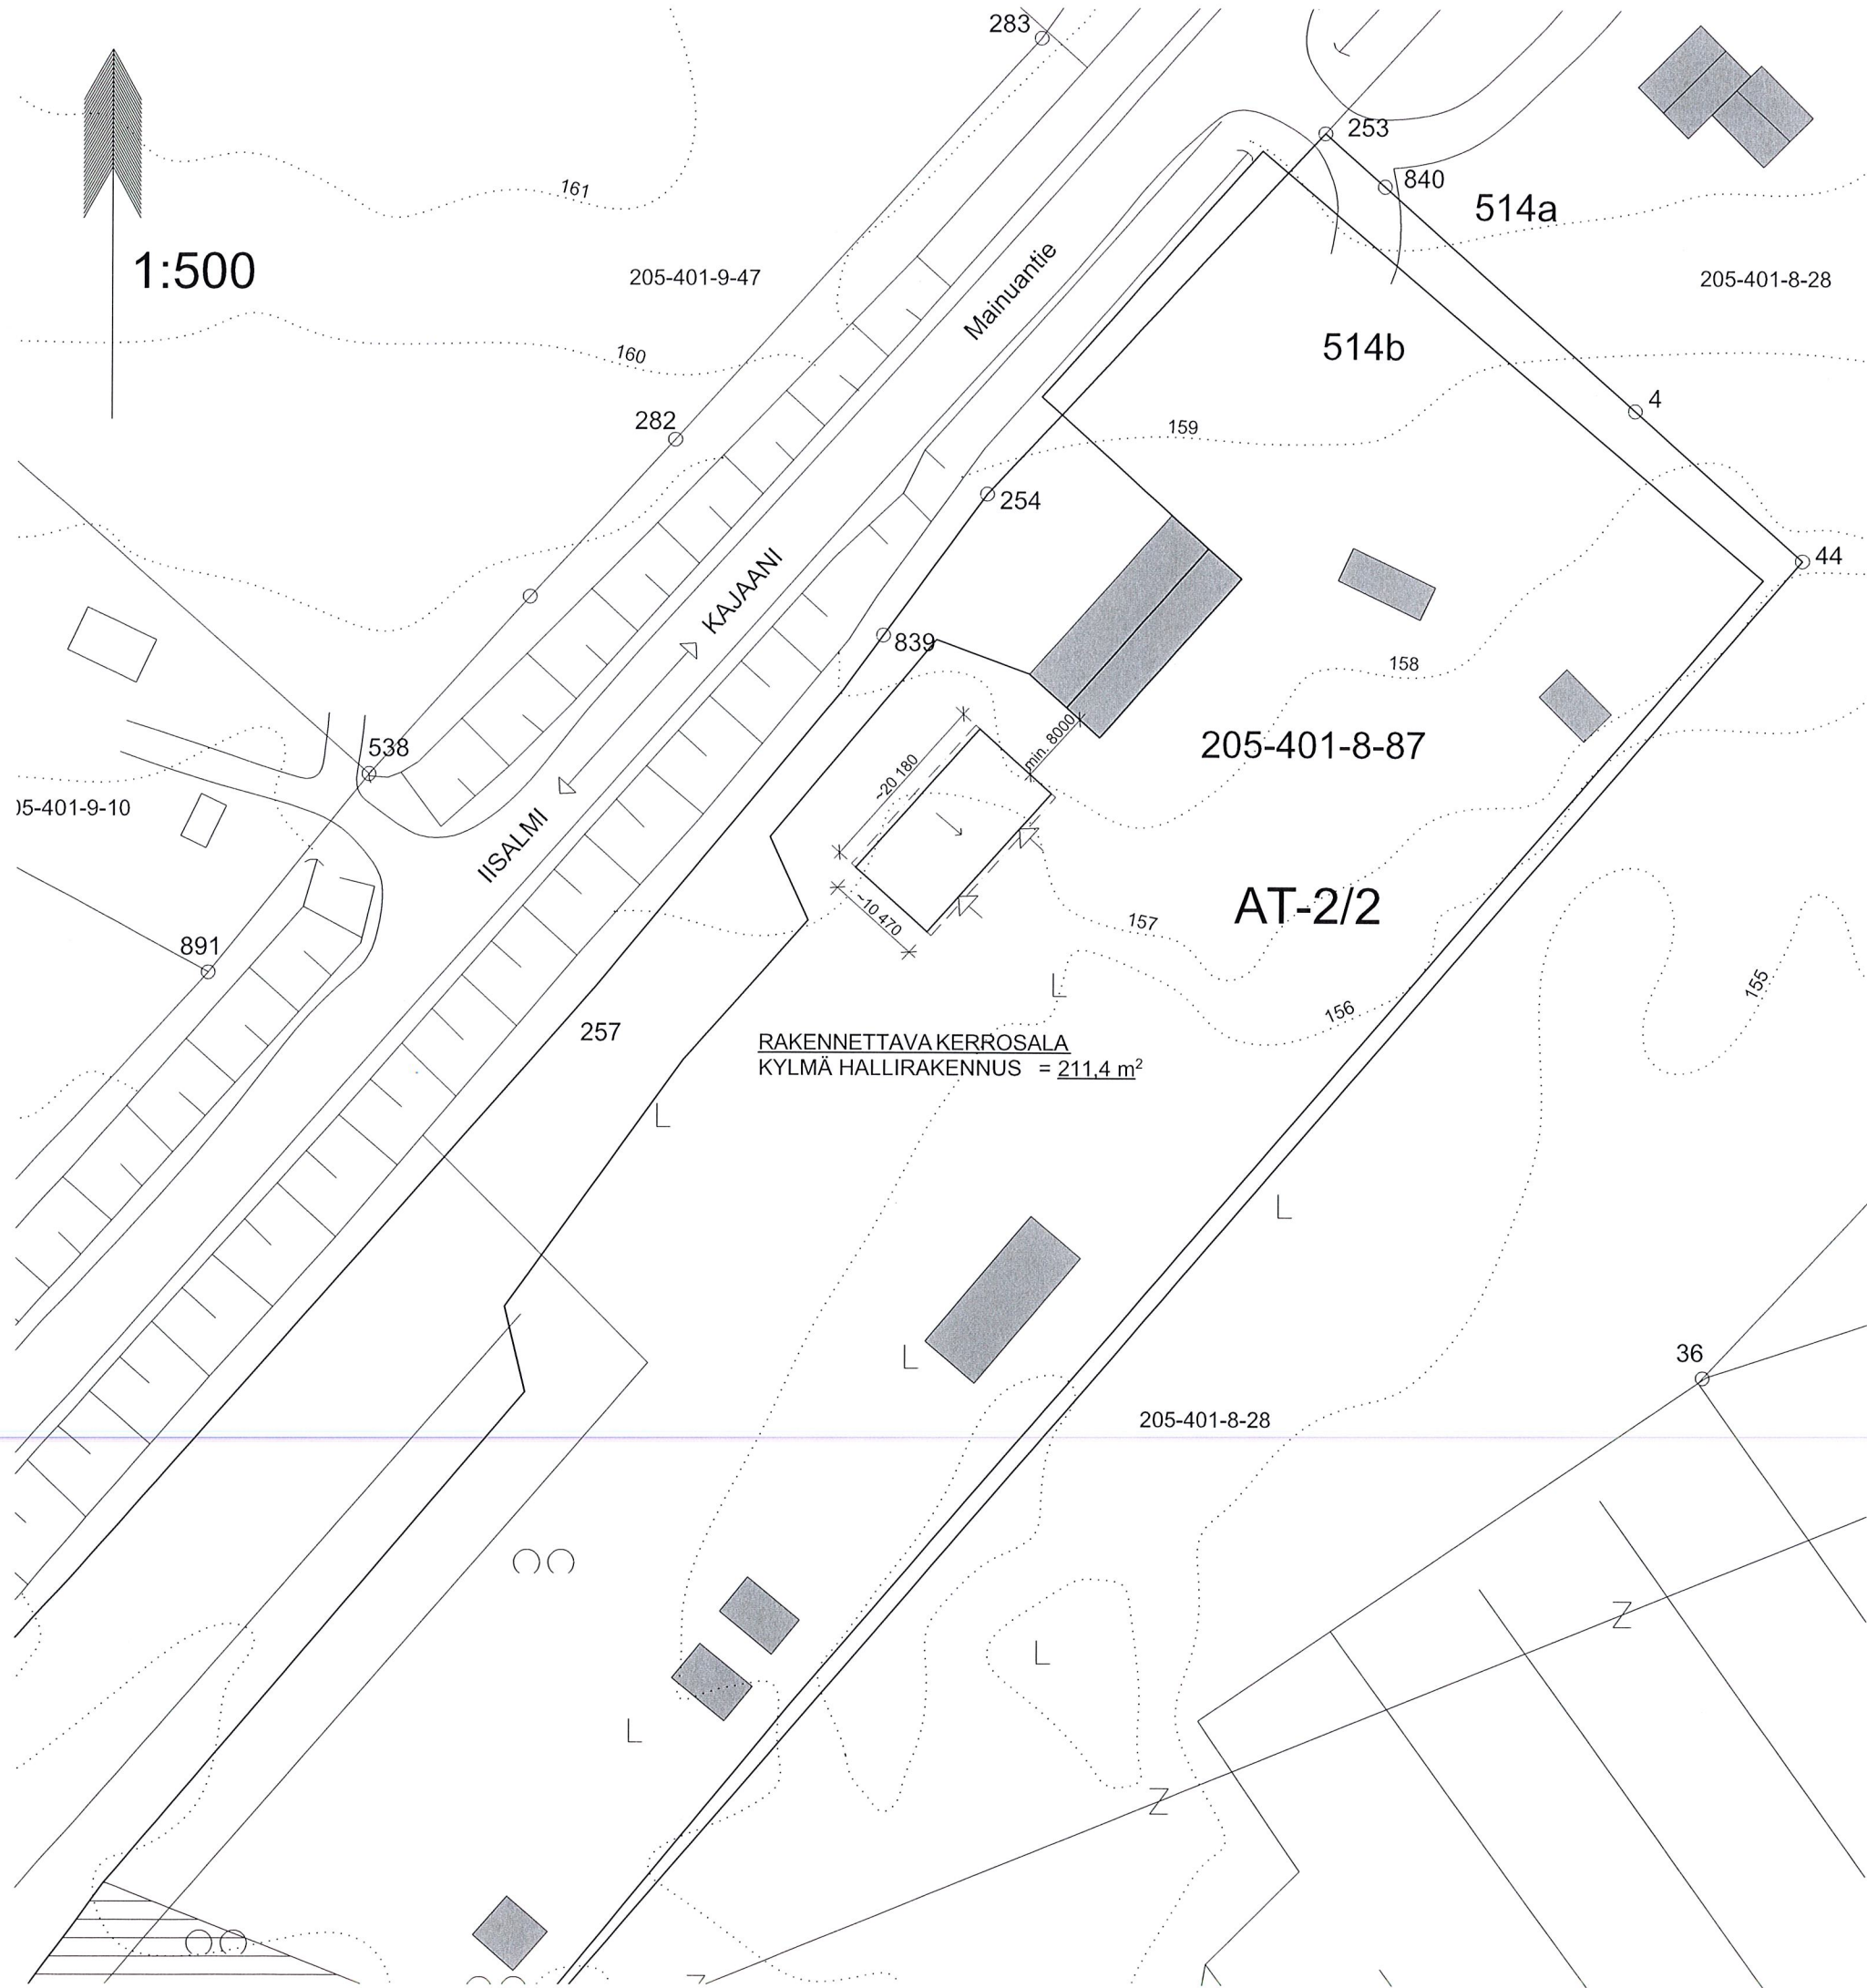 283
253
840
514a
161
1:500
205-401-9-47
Mainuantie
205-401-8-28
514b
160
4
282
159
254
44
KAJAANI
839
158
min. 8000
538
205-401-8-87
~20 180
05-401-9-10
IISALMI
AT-2/2
~10 470
157
891
155
L
156
257
RAKENNETTAVA KERROSALA
KYLMÄ HALLIRAKENNUS = 211,4 m²
L
L
36
L
205-401-8-28
Z
L
L
Z
Z